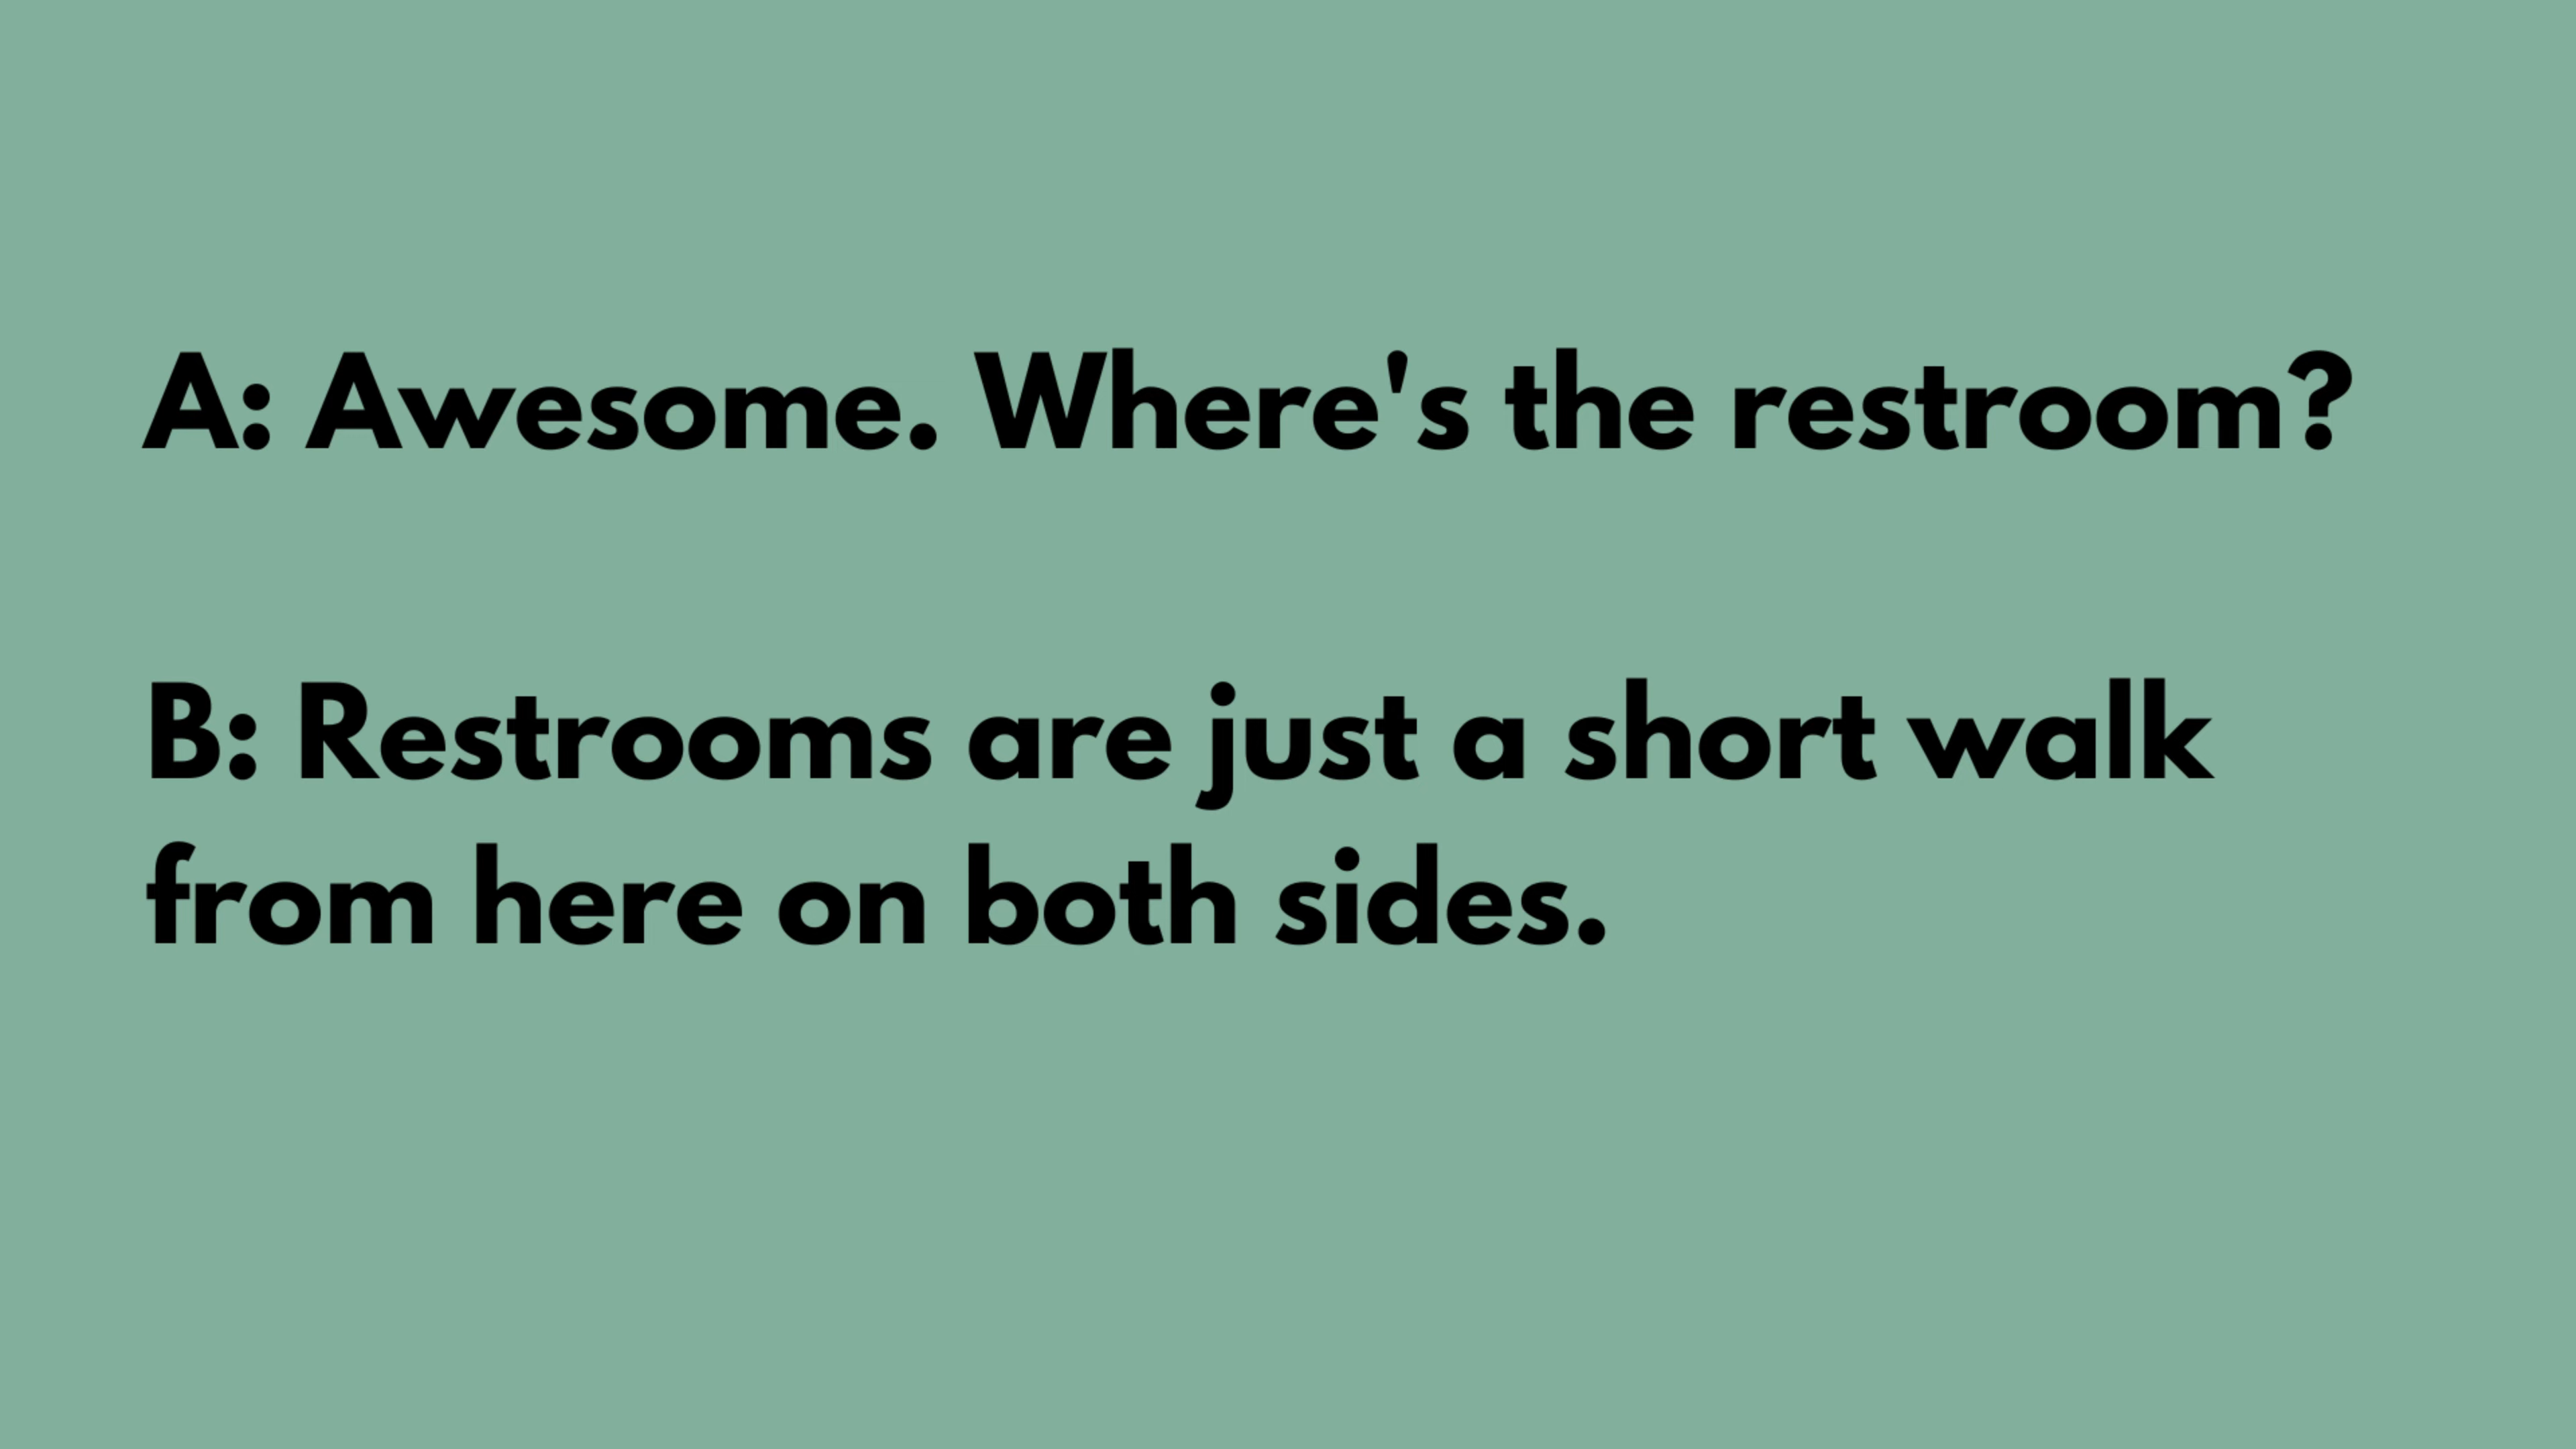 A: Awesome. Where's the restroom?
B: Restrooms are just a short walk
from here on both sides.